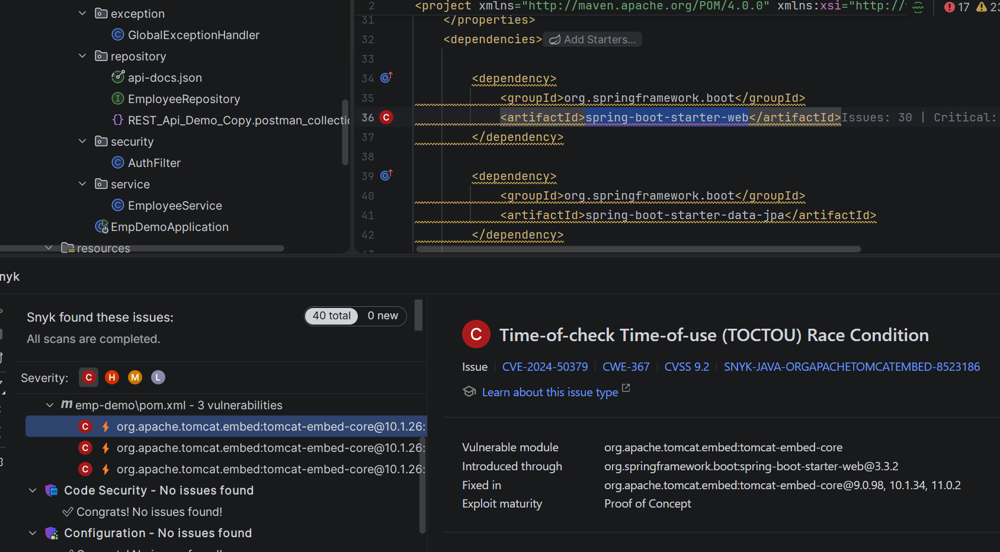 exception
GlobalExceptionHandler
repository
api-docs.json
EmployeeRepository
REST_Api_Demo_Copy.postman_collectio
security
AuthFilter
service
EmployeeService
EmpDemoApplication
resources
2 <project xmlns="http://maven.apache.org/POM/4.0.0" xmlns:xsi="http:// 17 23
31 </properties>
32 <dependencies> Add Starters...
33
34 <dependency>
35 <groupId>org.springframework.boot</groupId>
36 C <artifactId>spring-boot-starter-web</artifactId> Issues: 30 | Critical:
37 </dependency>
38
39 <dependency>
40 <groupId>org.springframework.boot</groupId>
41 <artifactId>spring-boot-starter-data-jpa</artifactId>
42 </dependency>
nyk
Snyk found these issues: 40 total 0 new
All scans are completed.
Severity: C H M L
m emp-demo\pom.xml - 3 vulnerabilities
C org.apache.tomcat.embed:tomcat-embed-core@10.1.26:
C org.apache.tomcat.embed:tomcat-embed-core@10.1.26:
C org.apache.tomcat.embed:tomcat-embed-core@10.1.26:
Code Security - No issues found
Congrats! No issues found!
Configuration - No issues found
C Time-of-check Time-of-use (TOCTOU) Race Condition
Issue CVE-2024-50379 CWE-367 CVSS 9.2 SNYK-JAVA-ORGAPACHETOMCATEMBED-8523186
Learn about this issue type
Vulnerable module org.apache.tomcat.embed:tomcat-embed-core
Introduced through org.springframework.boot:spring-boot-starter-web@3.3.2
Fixed in org.apache.tomcat.embed:tomcat-embed-core@9.0.98, 10.1.34, 11.0.2
Exploit maturity Proof of Concept